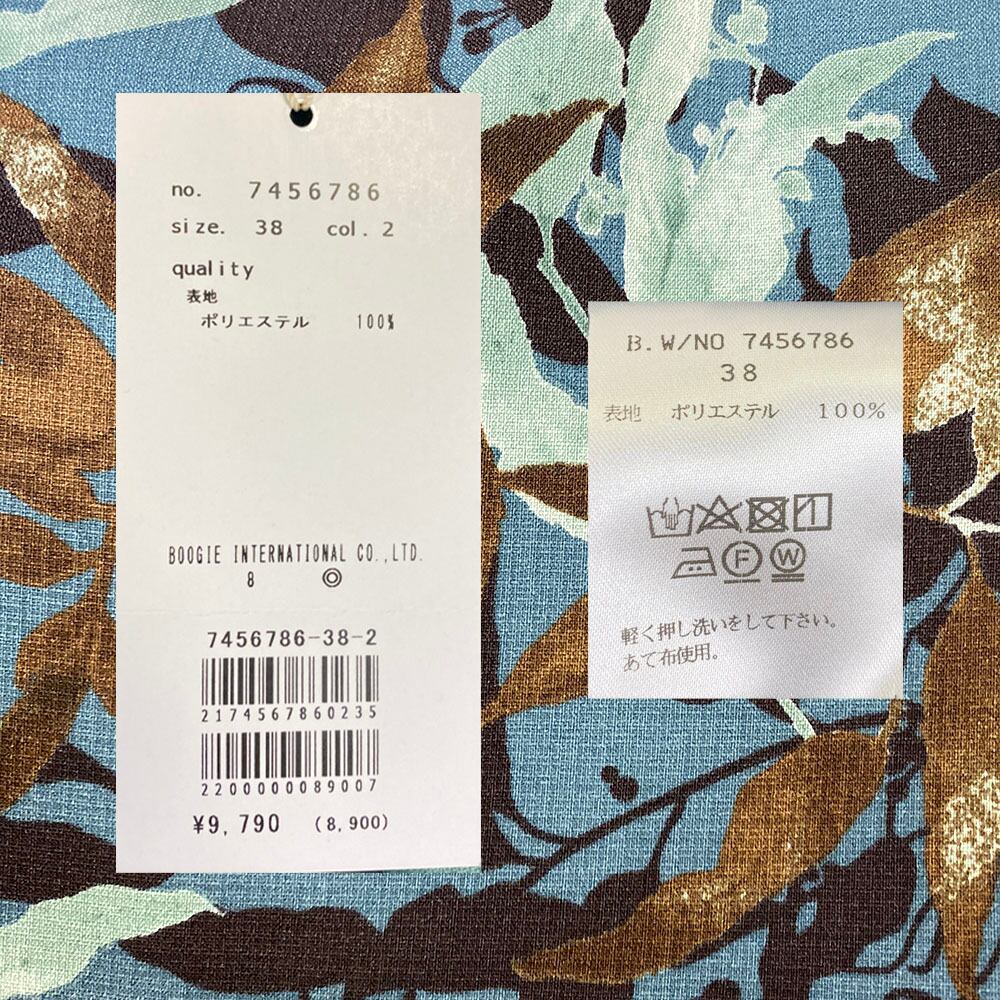 no. 7456786
size. 38 col. 2
quality
表地
ポリエステル 100%
BOOGIE INTERNATIONAL CO.,LTD.
8 ◎
7456786-38-2
2174567860235
2200000089007
¥9,790 (8,900)
B.W/NO 7456786
38
表地 ポリエステル 100%
F W
軽く押し洗いをして下さい。
あて布使用。